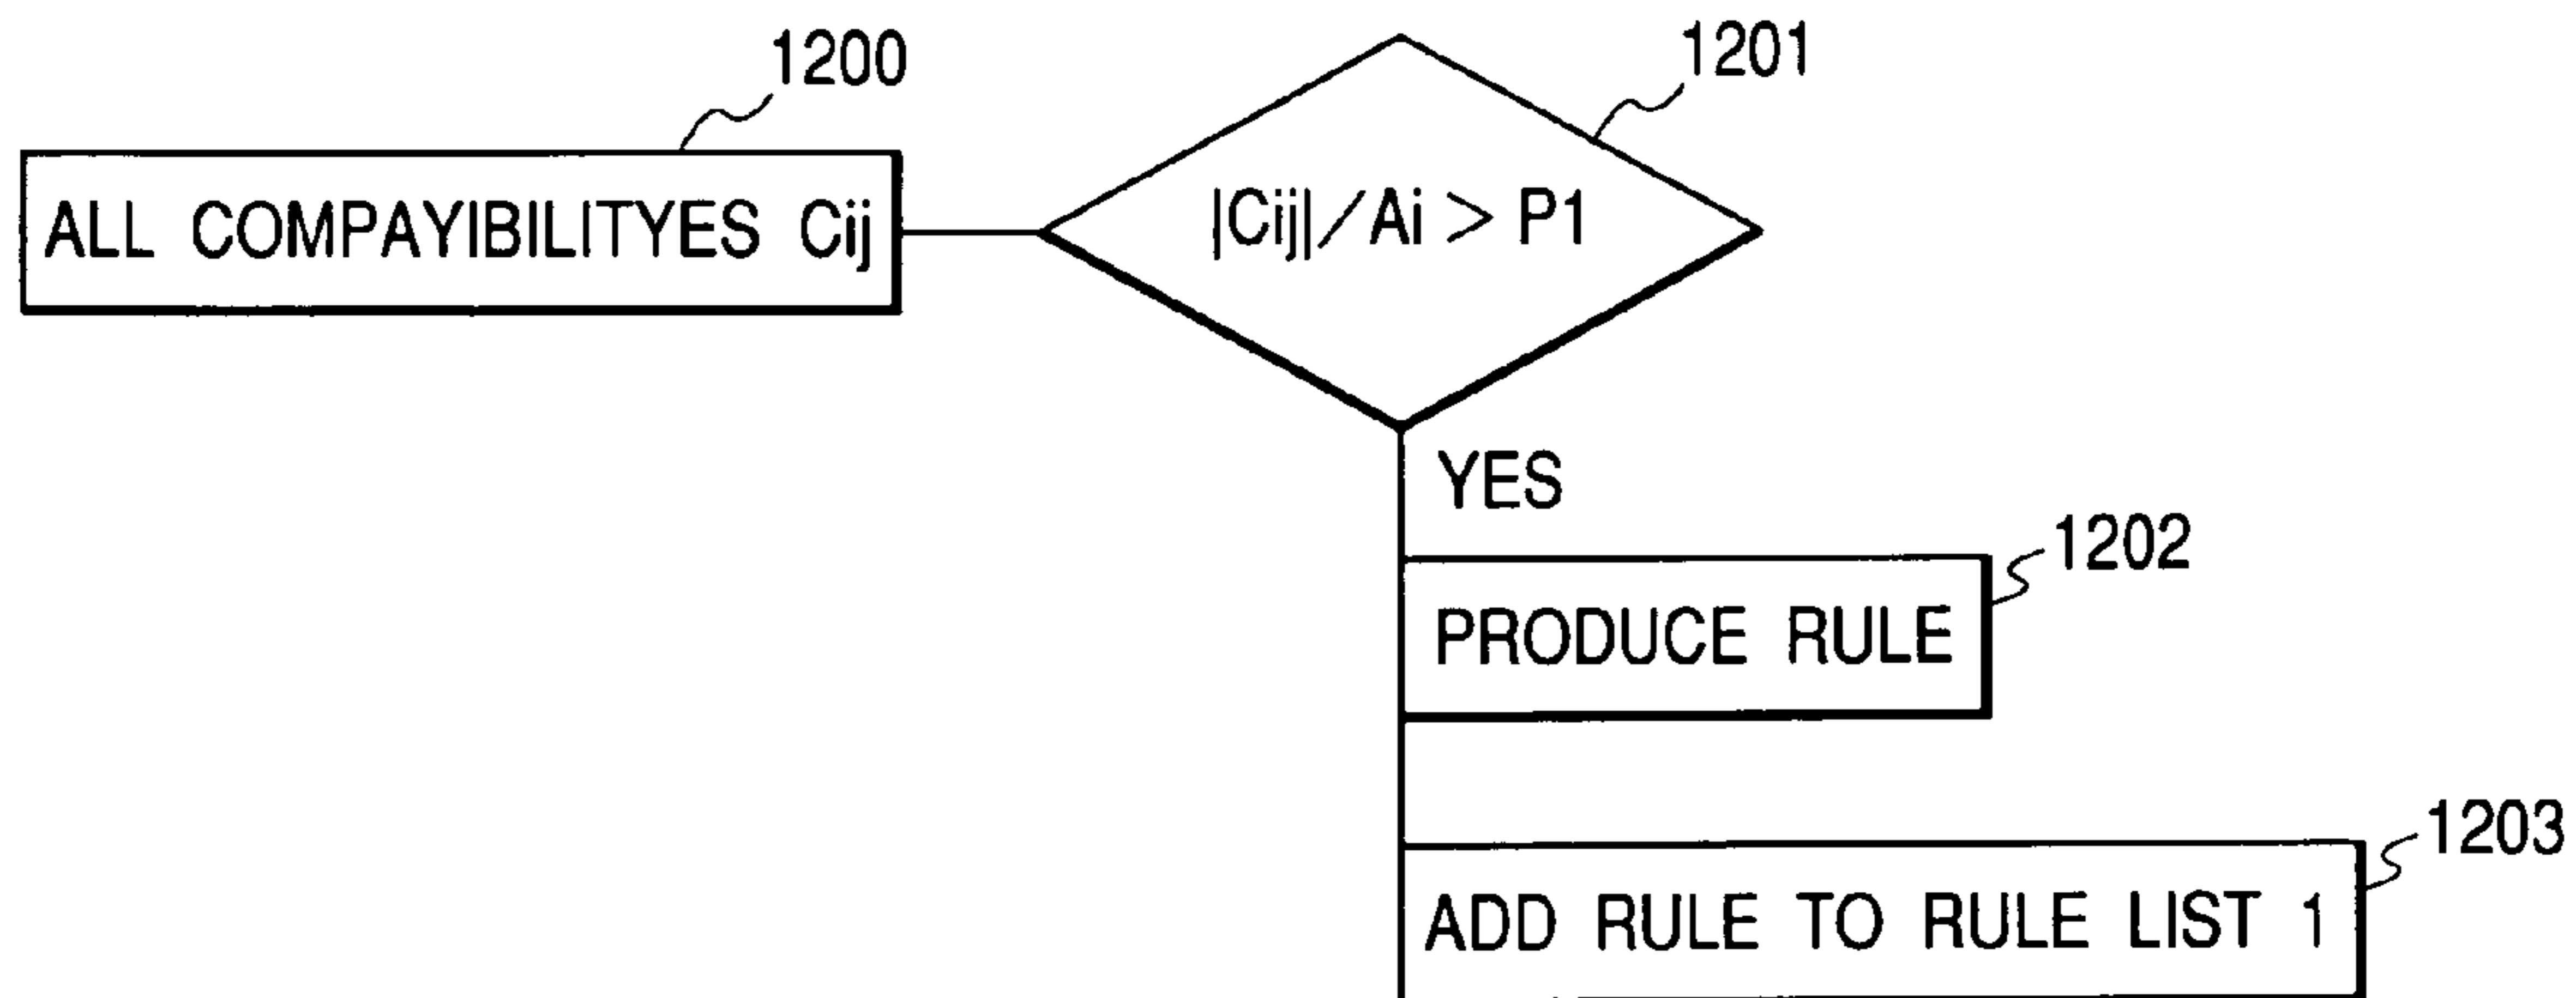 1200
1201
ALL COMPAYIBILITYES Cij
|Cij|/Ai > P1
YES
1202
PRODUCE RULE
1203
ADD RULE TO RULE LIST 1